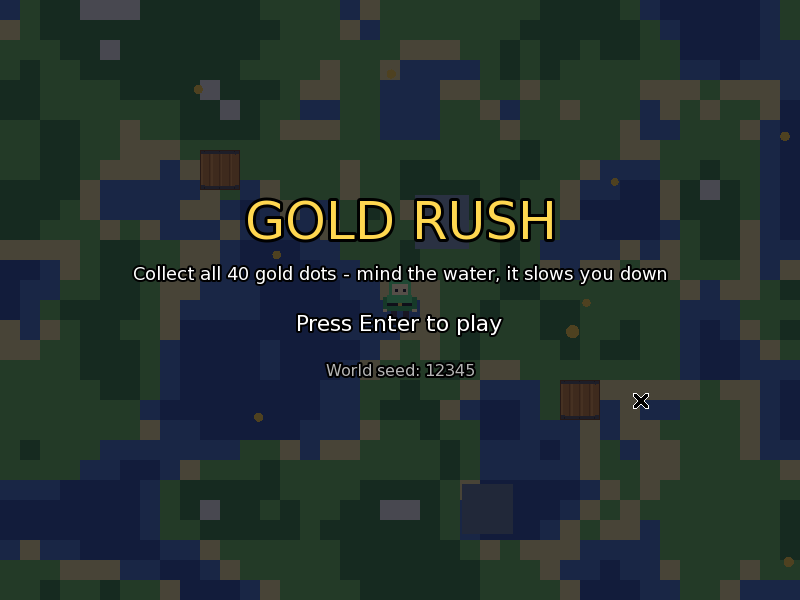 GOLD RUSH
Collect all 40 gold dots - mind the water, it slows you down
Press Enter to play
World seed: 12345